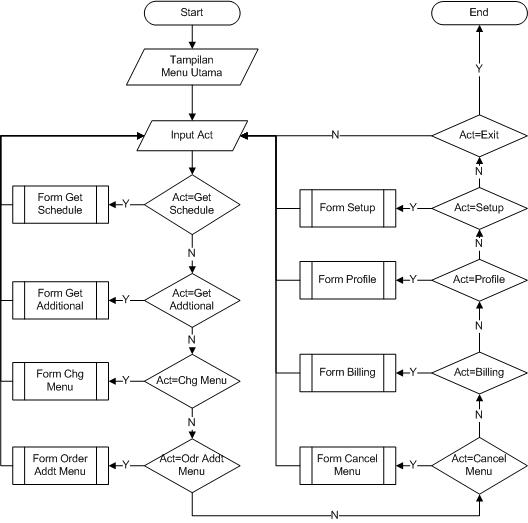 Start
Tampilan
Menu Utama
Input Act
Act=Get
Schedule
Y
Form Get
Schedule
N
Act=Get
Addtional
Y
Form Get
Additional
N
Act=Chg Menu
Y
Form Chg
Menu
N
Act=Odr Addt
Menu
Y
Form Order
Addt Menu
N
Act=Cancel
Menu
Y
Form Cancel
Menu
N
Act=Billing
Y
Form Billing
N
Act=Profile
Y
Form Profile
N
Act=Setup
Y
Form Setup
N
Act=Exit
N
Y
End